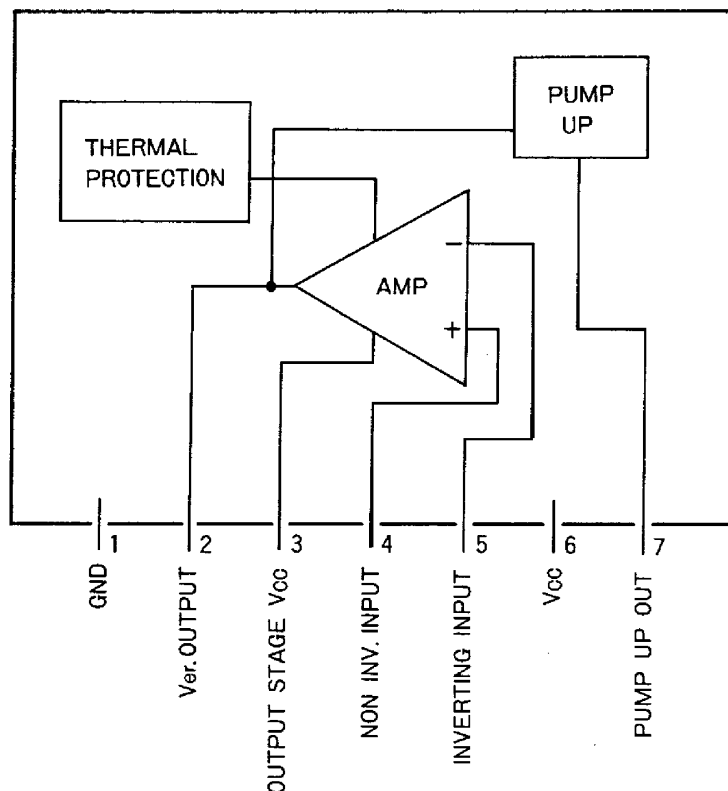 PUMP
UP
THERMAL
PROTECTION
−
AMP
+
1
2
3
4
5
6
7
GND
Ver. OUTPUT
OUTPUT STAGE Vcc
NON INV. INPUT
INVERTING INPUT
Vcc
PUMP UP OUT